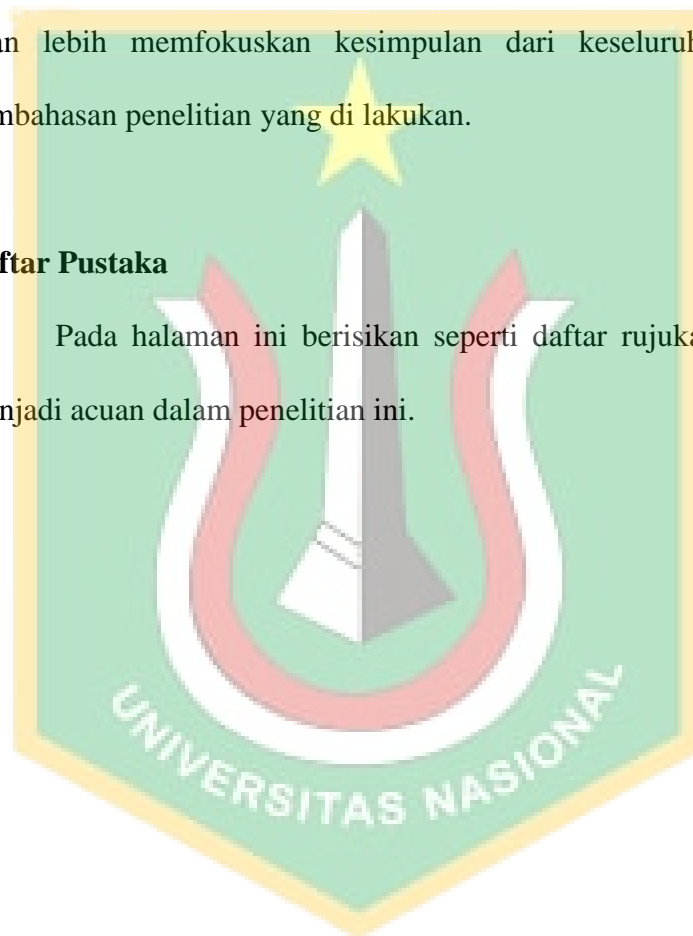 an lebih memfokuskan kesimpulan dari keseluruh
mbahasan penelitian yang di lakukan.
ftar Pustaka
Pada halaman ini berisikan seperti daftar rujuka
njadi acuan dalam penelitian ini.
UNIVERSITAS NASIONAL